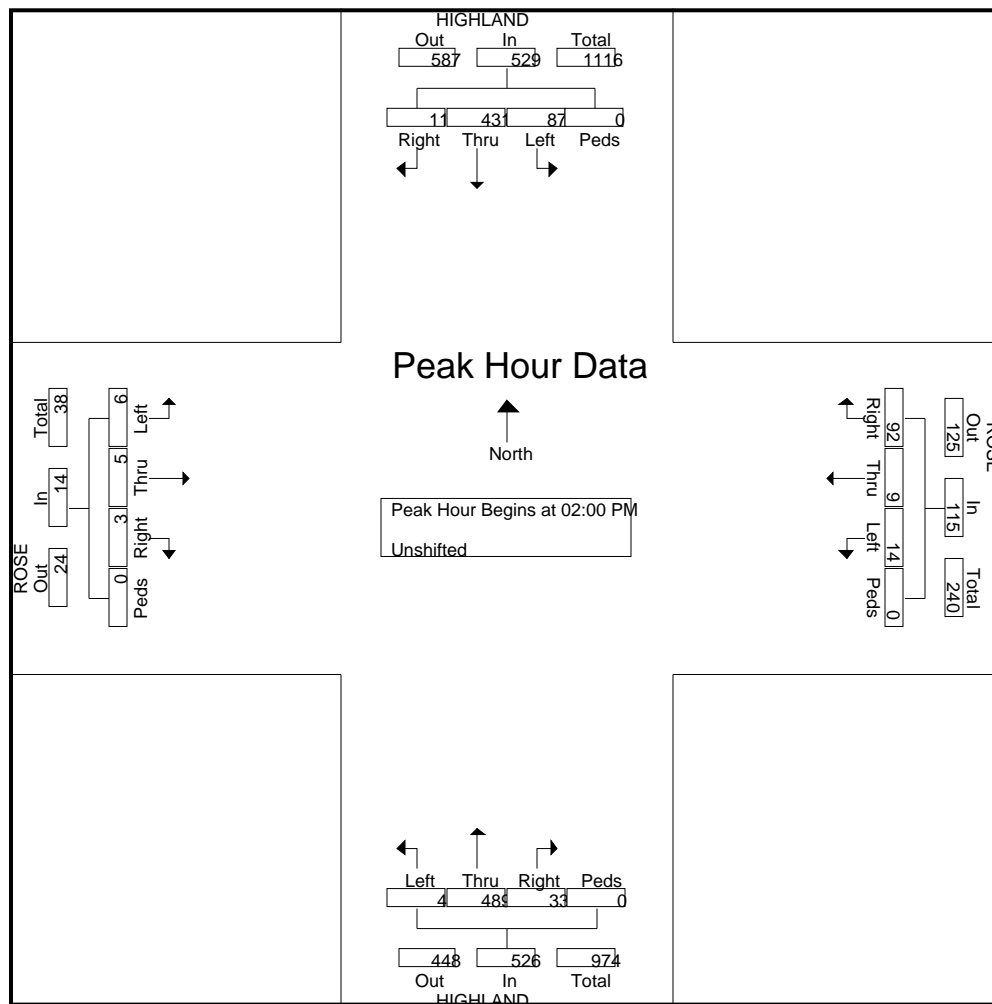 HIGHLAND
Out In Total
587 529 1116
11 431 87 0
Right Thru Left Peds
Peak Hour Data
North
Peak Hour Begins at 02:00 PM
Unshifted
Total In Out
38 14 24
ROSE
6 5 3 0
Left Thru Right Peds
Right Thru Left Peds
92 9 14 0
ROSE
Out In Total
125 115 240
Left Thru Right Peds
4 489 33 0
448 526 974
Out In Total
HIGHLAND